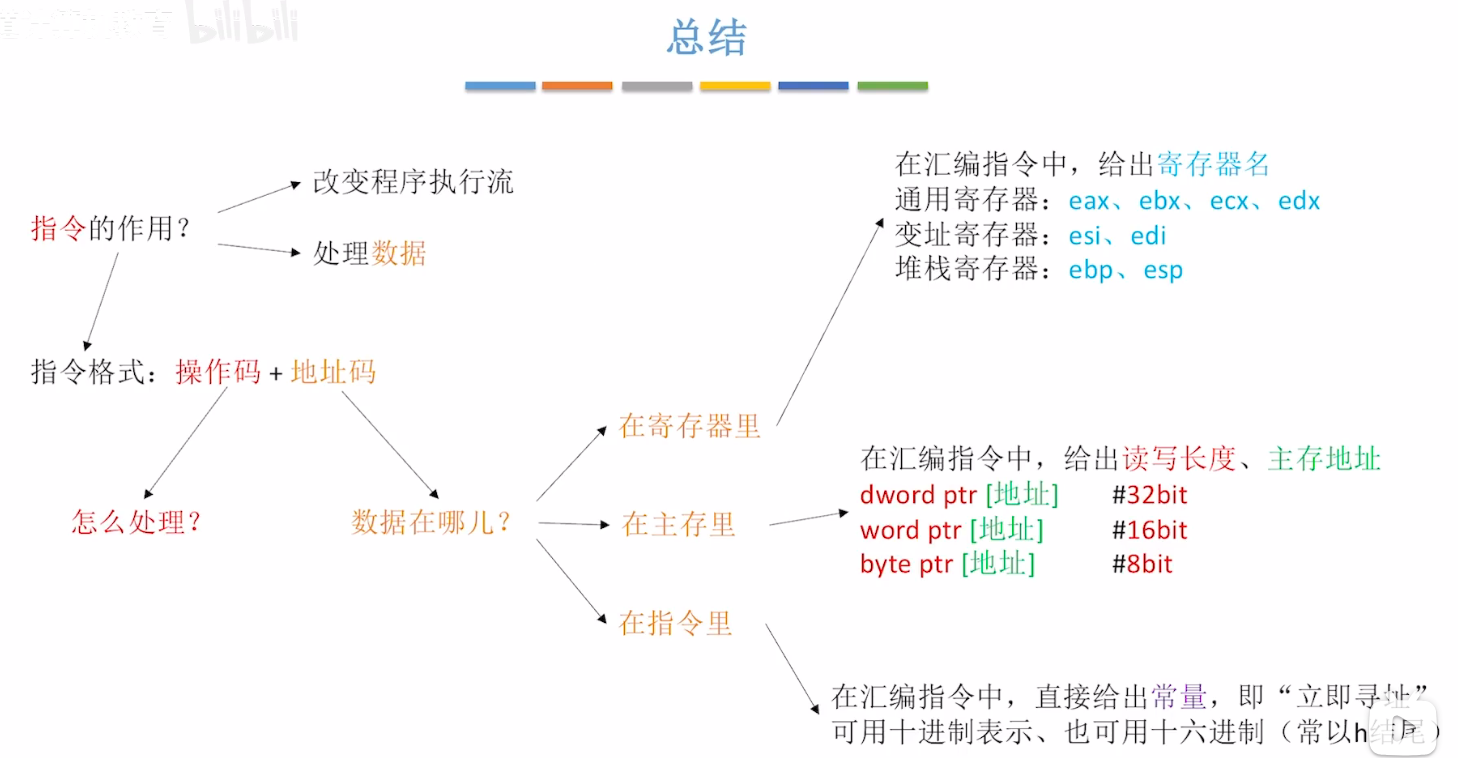 bilibili
总结
指令的作用？
改变程序执行流
处理数据
指令格式：操作码 + 地址码
怎么处理？
数据在哪儿？
在寄存器里
在汇编指令中，给出寄存器名
通用寄存器：eax、ebx、ecx、edx
变址寄存器：esi、edi
堆栈寄存器：ebp、esp
在主存里
在汇编指令中，给出读写长度、主存地址
dword ptr [地址] #32bit
word ptr [地址] #16bit
byte ptr [地址] #8bit
在指令里
在汇编指令中，直接给出常量，即“立即寻址”
可用十进制表示、也可用十六进制（常以h结尾）